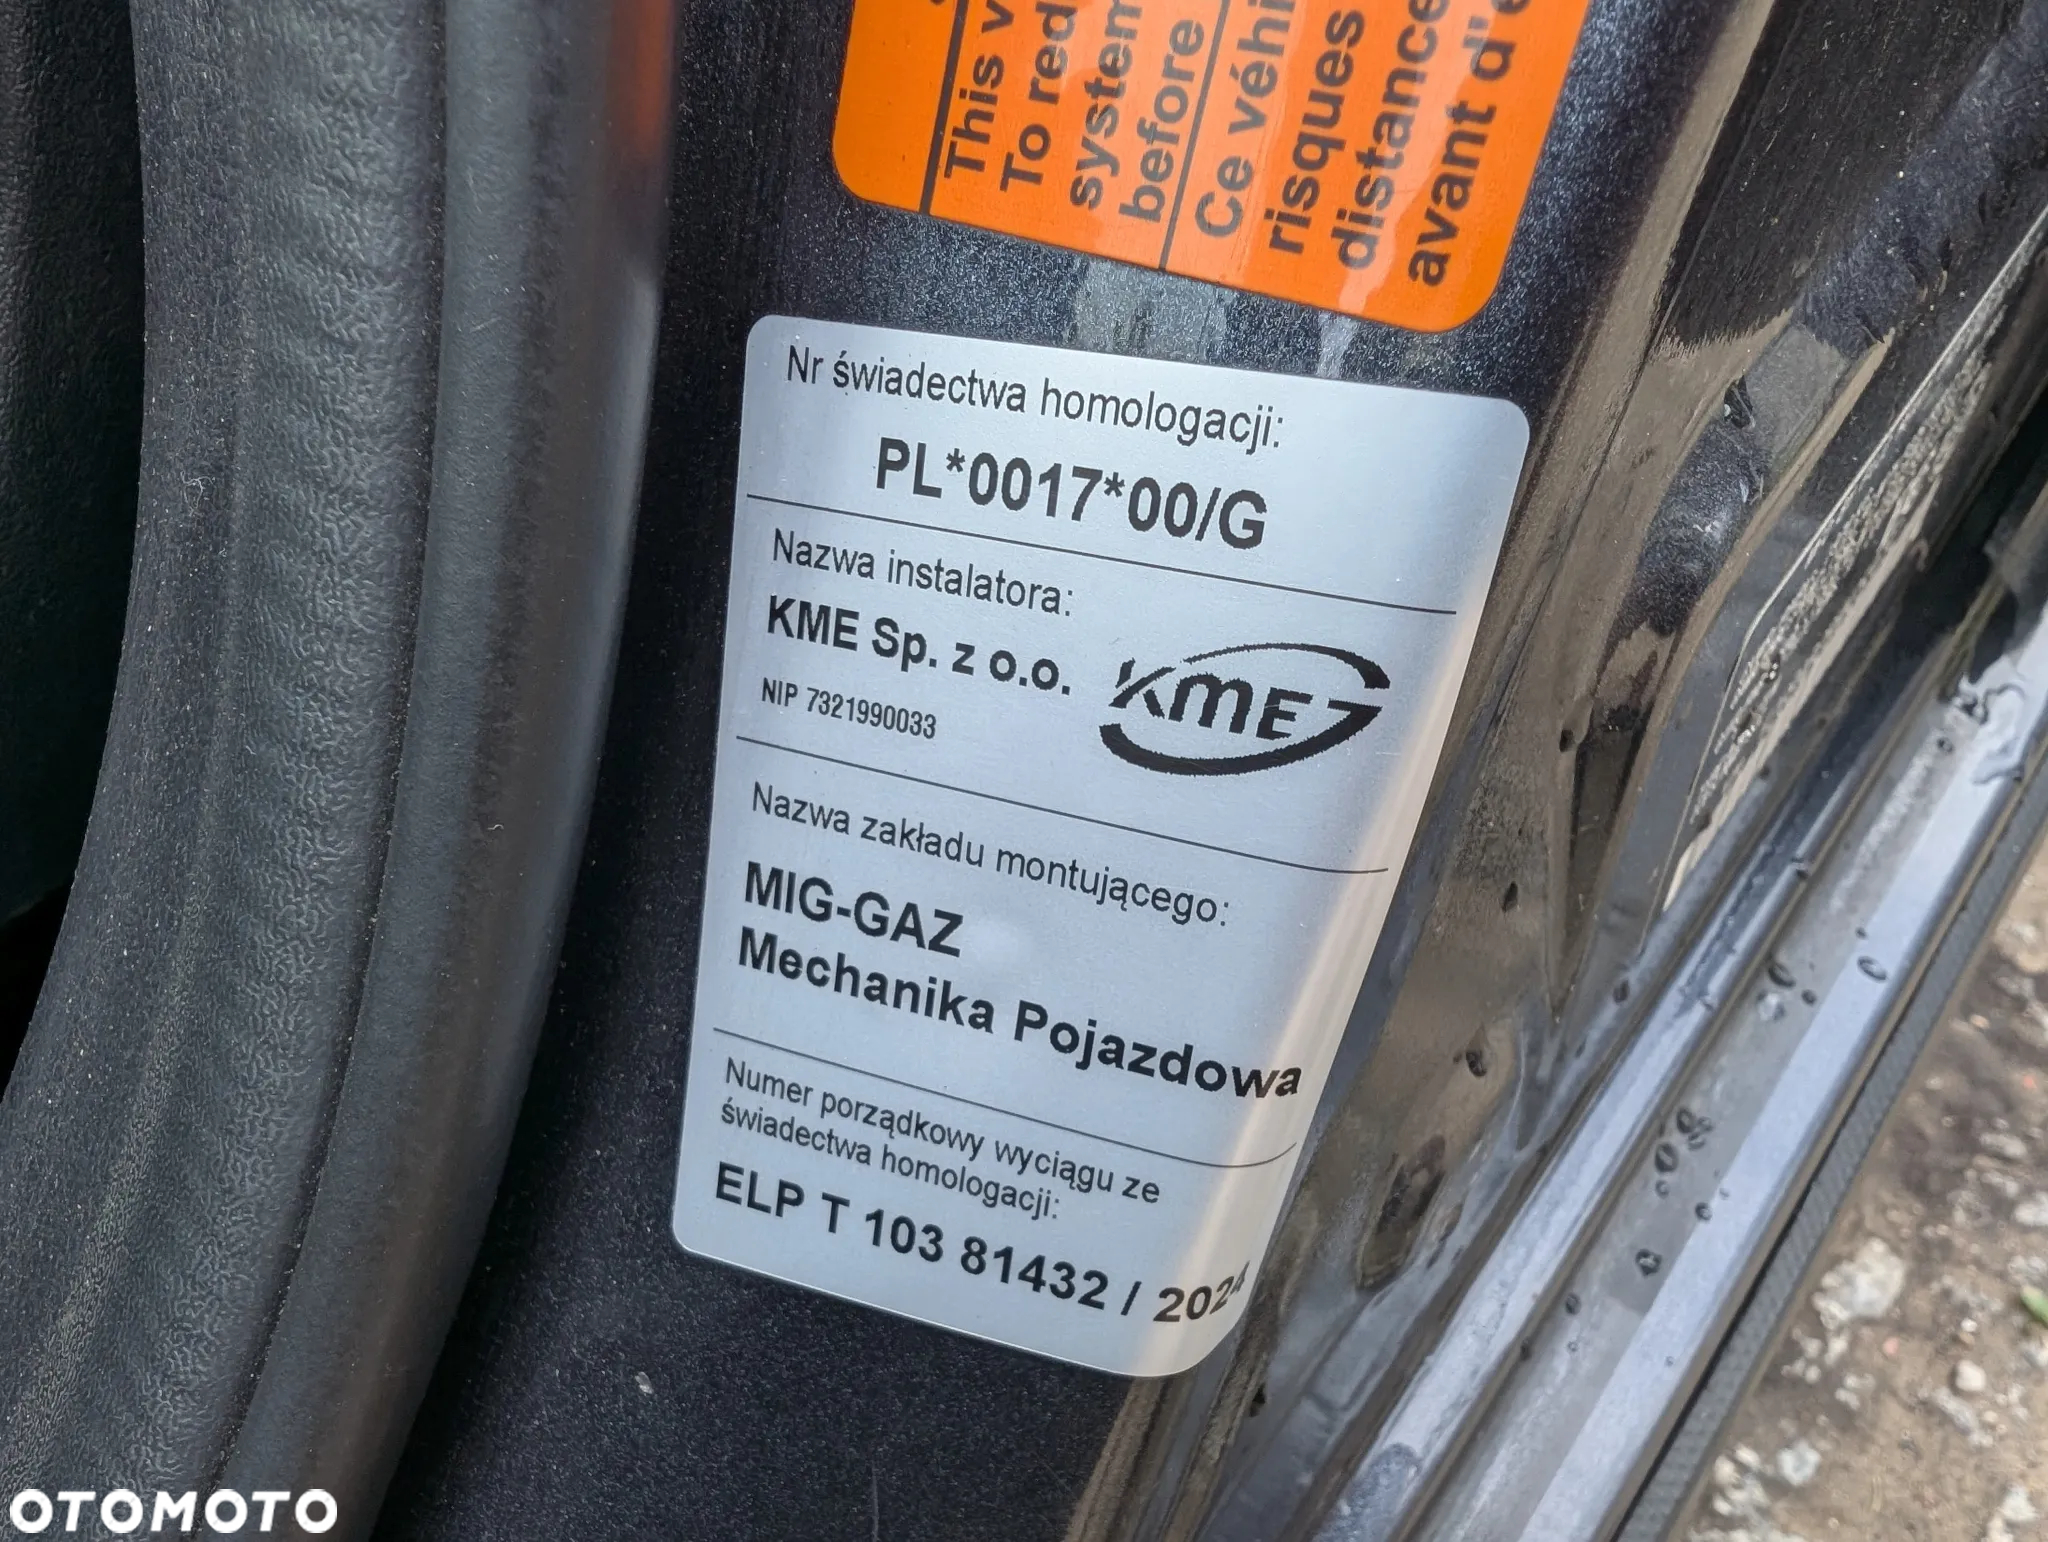 This v
To red
system
before
Ce véhi
risques
distance
avant d'e
Nr świadectwa homologacji:
PL*0017*00/G
Nazwa instalatora:
KME Sp. z o.o.
NIP 7321990033
KME
Nazwa zakładu montującego:
MIG-GAZ
Mechanika Pojazdowa
Numer porządkowy wyciągu ze
świadectwa homologacji:
ELP T 103 81432 / 2024
OTOMOTO